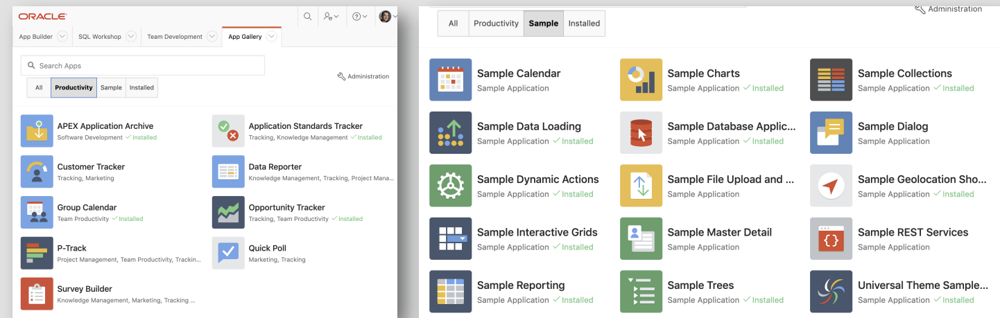 ORACLE
App Builder
SQL Workshop
Team Development
App Gallery
Search Apps
Administration
All
Productivity
Sample
Installed
APEX Application Archive
Software Development ✓ Installed
Application Standards Tracker
Tracking, Knowledge Management ✓ Installed
Customer Tracker
Tracking, Marketing
Data Reporter
Knowledge Management, Tracking, Project Mana...
Group Calendar
Team Productivity ✓ Installed
Opportunity Tracker
Tracking, Team Productivity ✓ Installed
P-Track
Project Management, Team Productivity, Trackin...
Quick Poll
Marketing, Tracking
Survey Builder
Knowledge Management, Marketing, Tracking ...
Administration
All
Productivity
Sample
Installed
Sample Calendar
Sample Application
Sample Charts
Sample Application ✓ Installed
Sample Collections
Sample Application ✓ Installed
Sample Data Loading
Sample Application ✓ Installed
Sample Database Applic...
Sample Application ✓ Installed
Sample Dialog
Sample Application
Sample Dynamic Actions
Sample Application ✓ Installed
Sample File Upload and ...
Sample Application
Sample Geolocation Sho...
Sample Application ✓ Installed
Sample Interactive Grids
Sample Application ✓ Installed
Sample Master Detail
Sample Application
Sample REST Services
Sample Application
Sample Reporting
Sample Application ✓ Installed
Sample Trees
Sample Application ✓ Installed
Universal Theme Sample...
Sample Application ✓ Installed